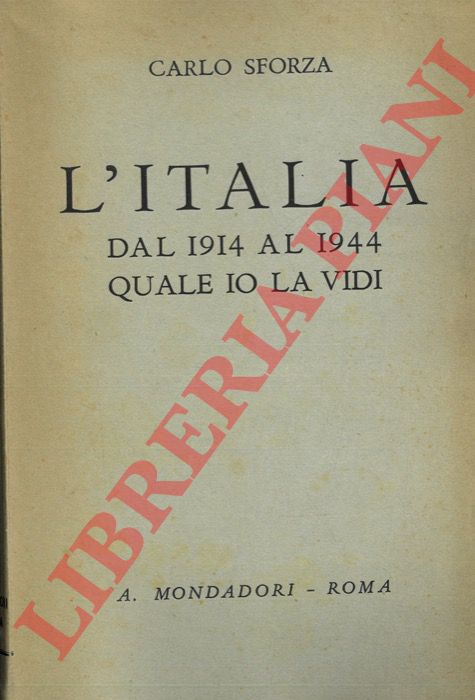 CARLO SFORZA
L'ITALIA
DAL 1914 AL 1944
QUALE IO LA VIDI
A. MONDADORI - ROMA
LIBRERIA PIANI